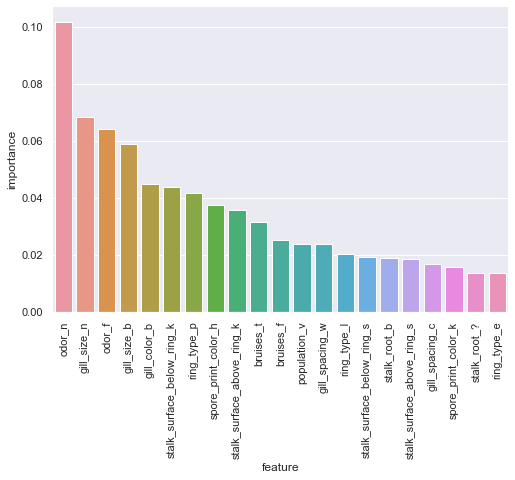 0.10
0.08
0.06
0.04
0.02
0.00
importance
odor_n
gill_size_n
odor_f
gill_size_b
gill_color_b
stalk_surface_below_ring_k
ring_type_p
spore_print_color_h
stalk_surface_above_ring_k
bruises_t
bruises_f
population_v
gill_spacing_w
ring_type_l
stalk_surface_below_ring_s
stalk_root_b
stalk_surface_above_ring_s
gill_spacing_c
spore_print_color_k
stalk_root_?
ring_type_e
feature